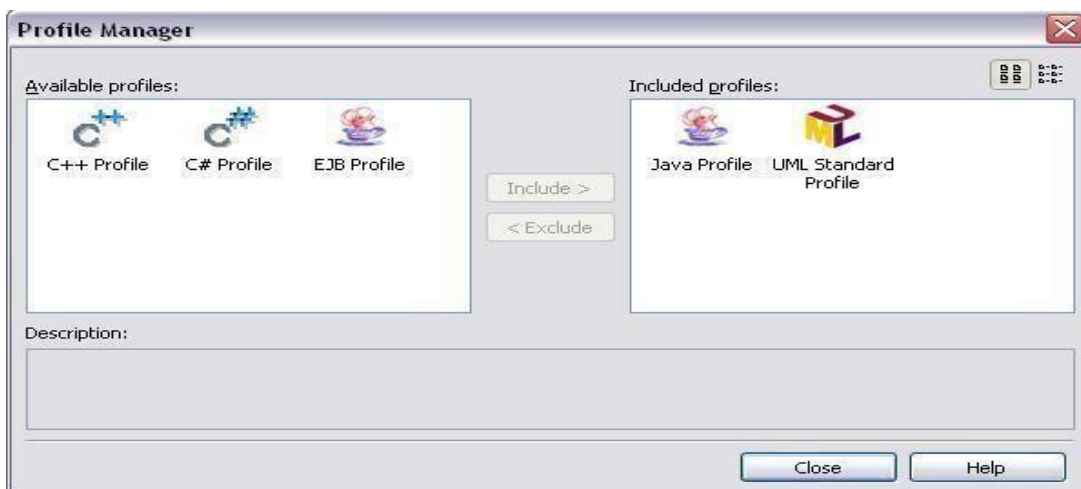 Profile Manager
Available profiles:
C++ Profile
C# Profile
EJB Profile
Include >
< Exclude
Included profiles:
Java Profile
UML Standard
Profile
Description:
Close
Help